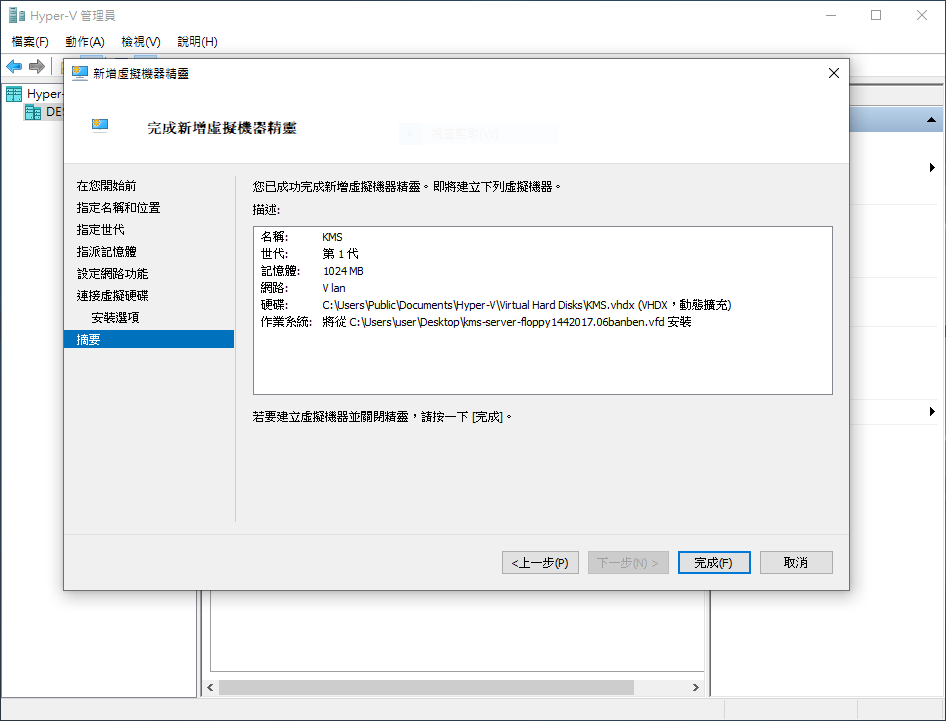 Hyper-V 管理員
檔案(F) 動作(A) 檢視(V) 說明(H)
Hyper-
DES
新增虛擬機器精靈
完成新增虛擬機器精靈
在您開始前
指定名稱和位置
指定世代
指派記憶體
設定網路功能
連接虛擬硬碟
安裝選項
摘要
您已成功完成新增虛擬機器精靈。即將建立下列虛擬機器。
描述:
名稱: KMS
世代: 第 1 代
記憶體: 1024 MB
網路: V lan
硬碟: C:\Users\Public\Documents\Hyper-V\Virtual Hard Disks\KMS.vhdx (VHDX，動態擴充)
作業系統: 將從 C:\Users\user\Desktop\kms-server-floppy1442017.06banben.vfd 安裝
若要建立虛擬機器並關閉精靈，請按一下 [完成]。
<上一步(P) 下一步(N) > 完成(F) 取消